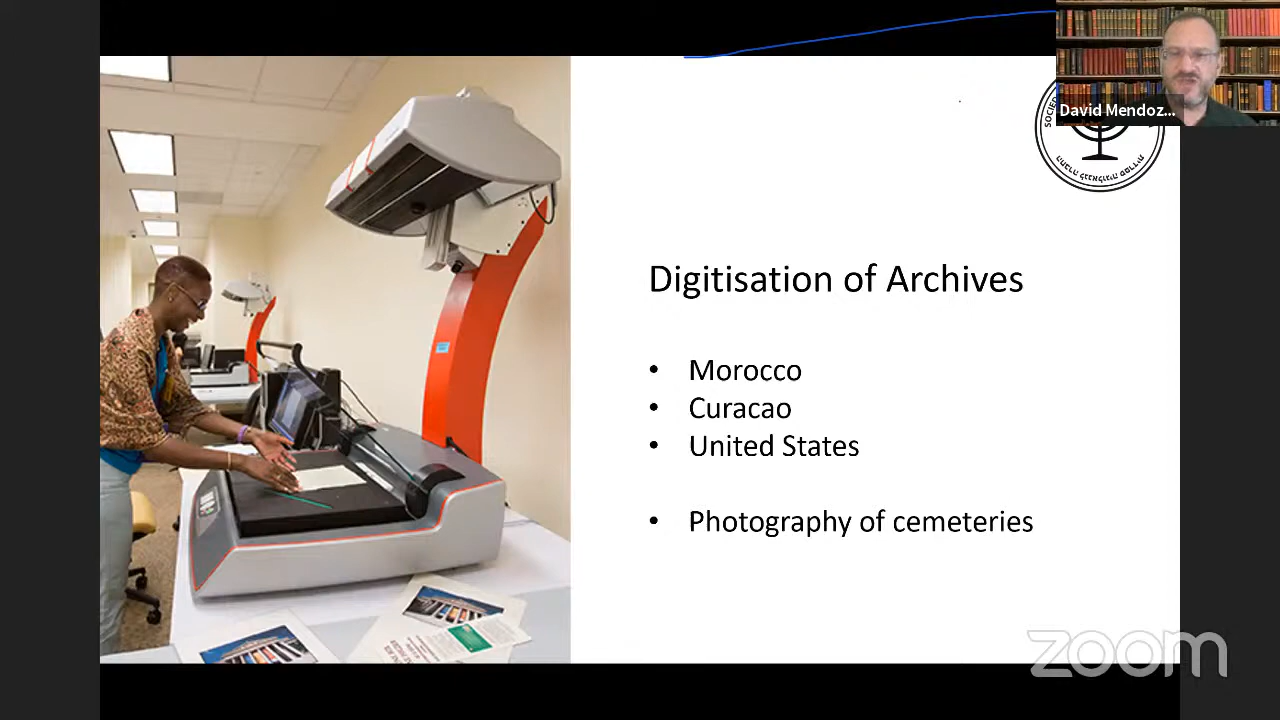 David Mendoz...
Digitisation of Archives
• Morocco
• Curacao
• United States
• Photography of cemeteries
zoom